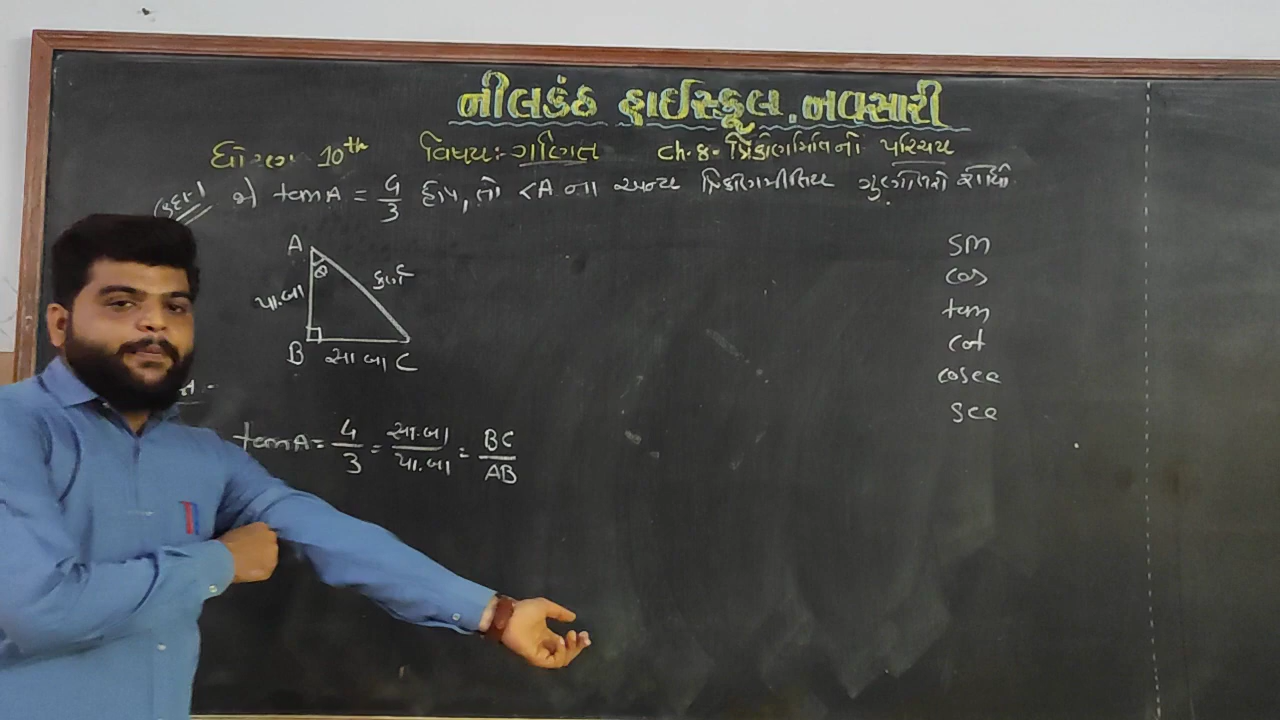 નીલકંઠ હાઈસ્કૂલ. નવસારી
ધોરણ 10th વિષય:- ગણિત Ch-8- ત્રિકોણમિતિનો પરિચય
જો tanA = 4/3 હોય, તો <A ના અન્ય ત્રિકોણમીતિય ગુણોત્તરો શોધો.
A
θ
કર્ણ
પા.બા
B સા બા C
tanA = 4/3 = સા.બા/પા.બા = BC/AB
sin
cos
tan
cot
cosec
sec